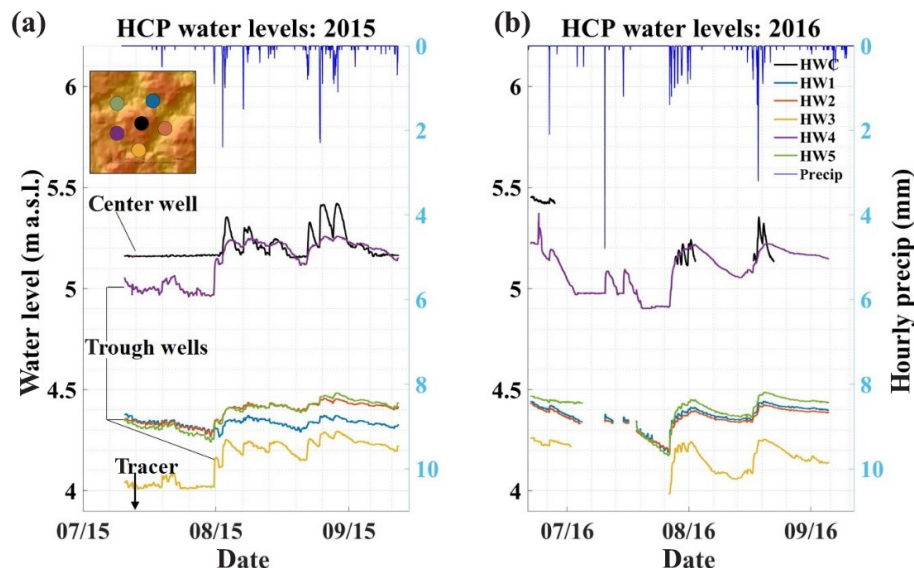 (a)
HCP water levels: 2015
6
5.5
5
4.5
4
Water level (m a.s.l.)
Center well
Trough wells
Tracer
07/15
08/15
09/15
Date
0
2
4
6
8
10
(b)
HCP water levels: 2016
HWC
HW1
HW2
HW3
HW4
HW5
Precip
6
5.5
5
4.5
4
07/16
08/16
09/16
Date
0
2
4
6
8
10
Hourly precip (mm)